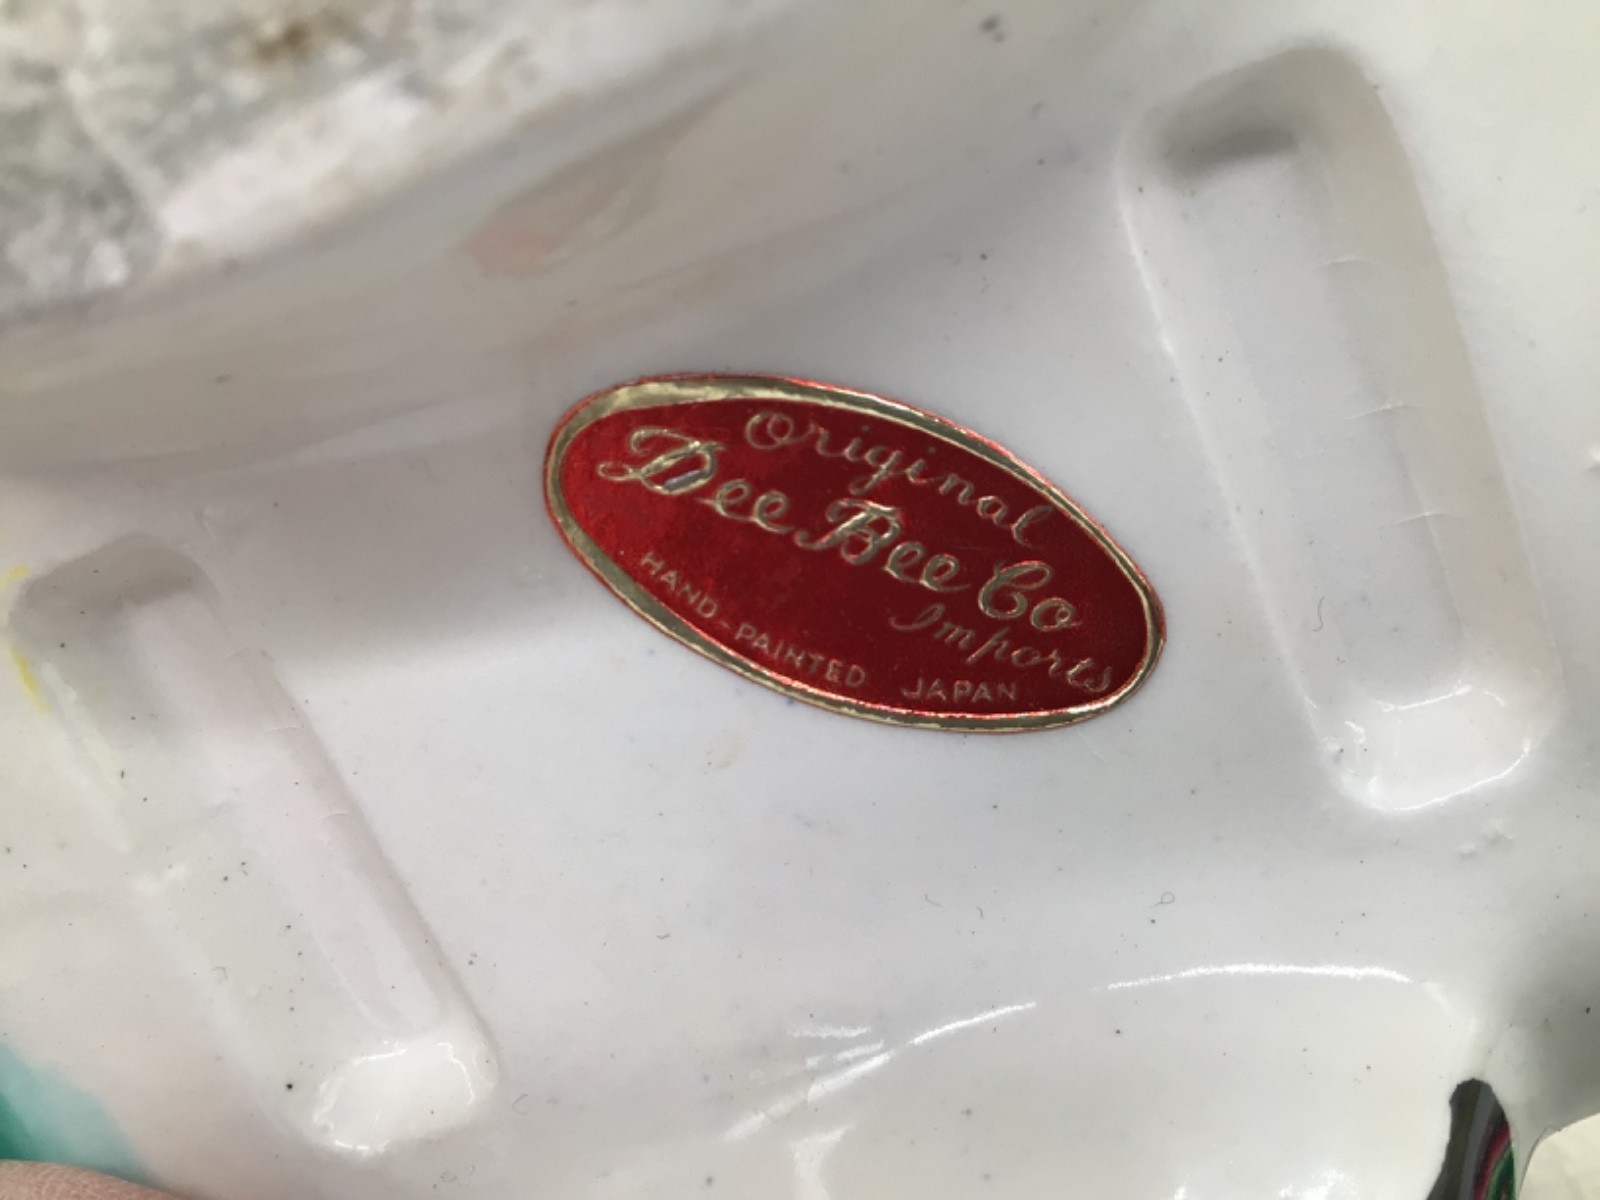 Original
Dee Bee Co
Imports
HAND-PAINTED JAPAN